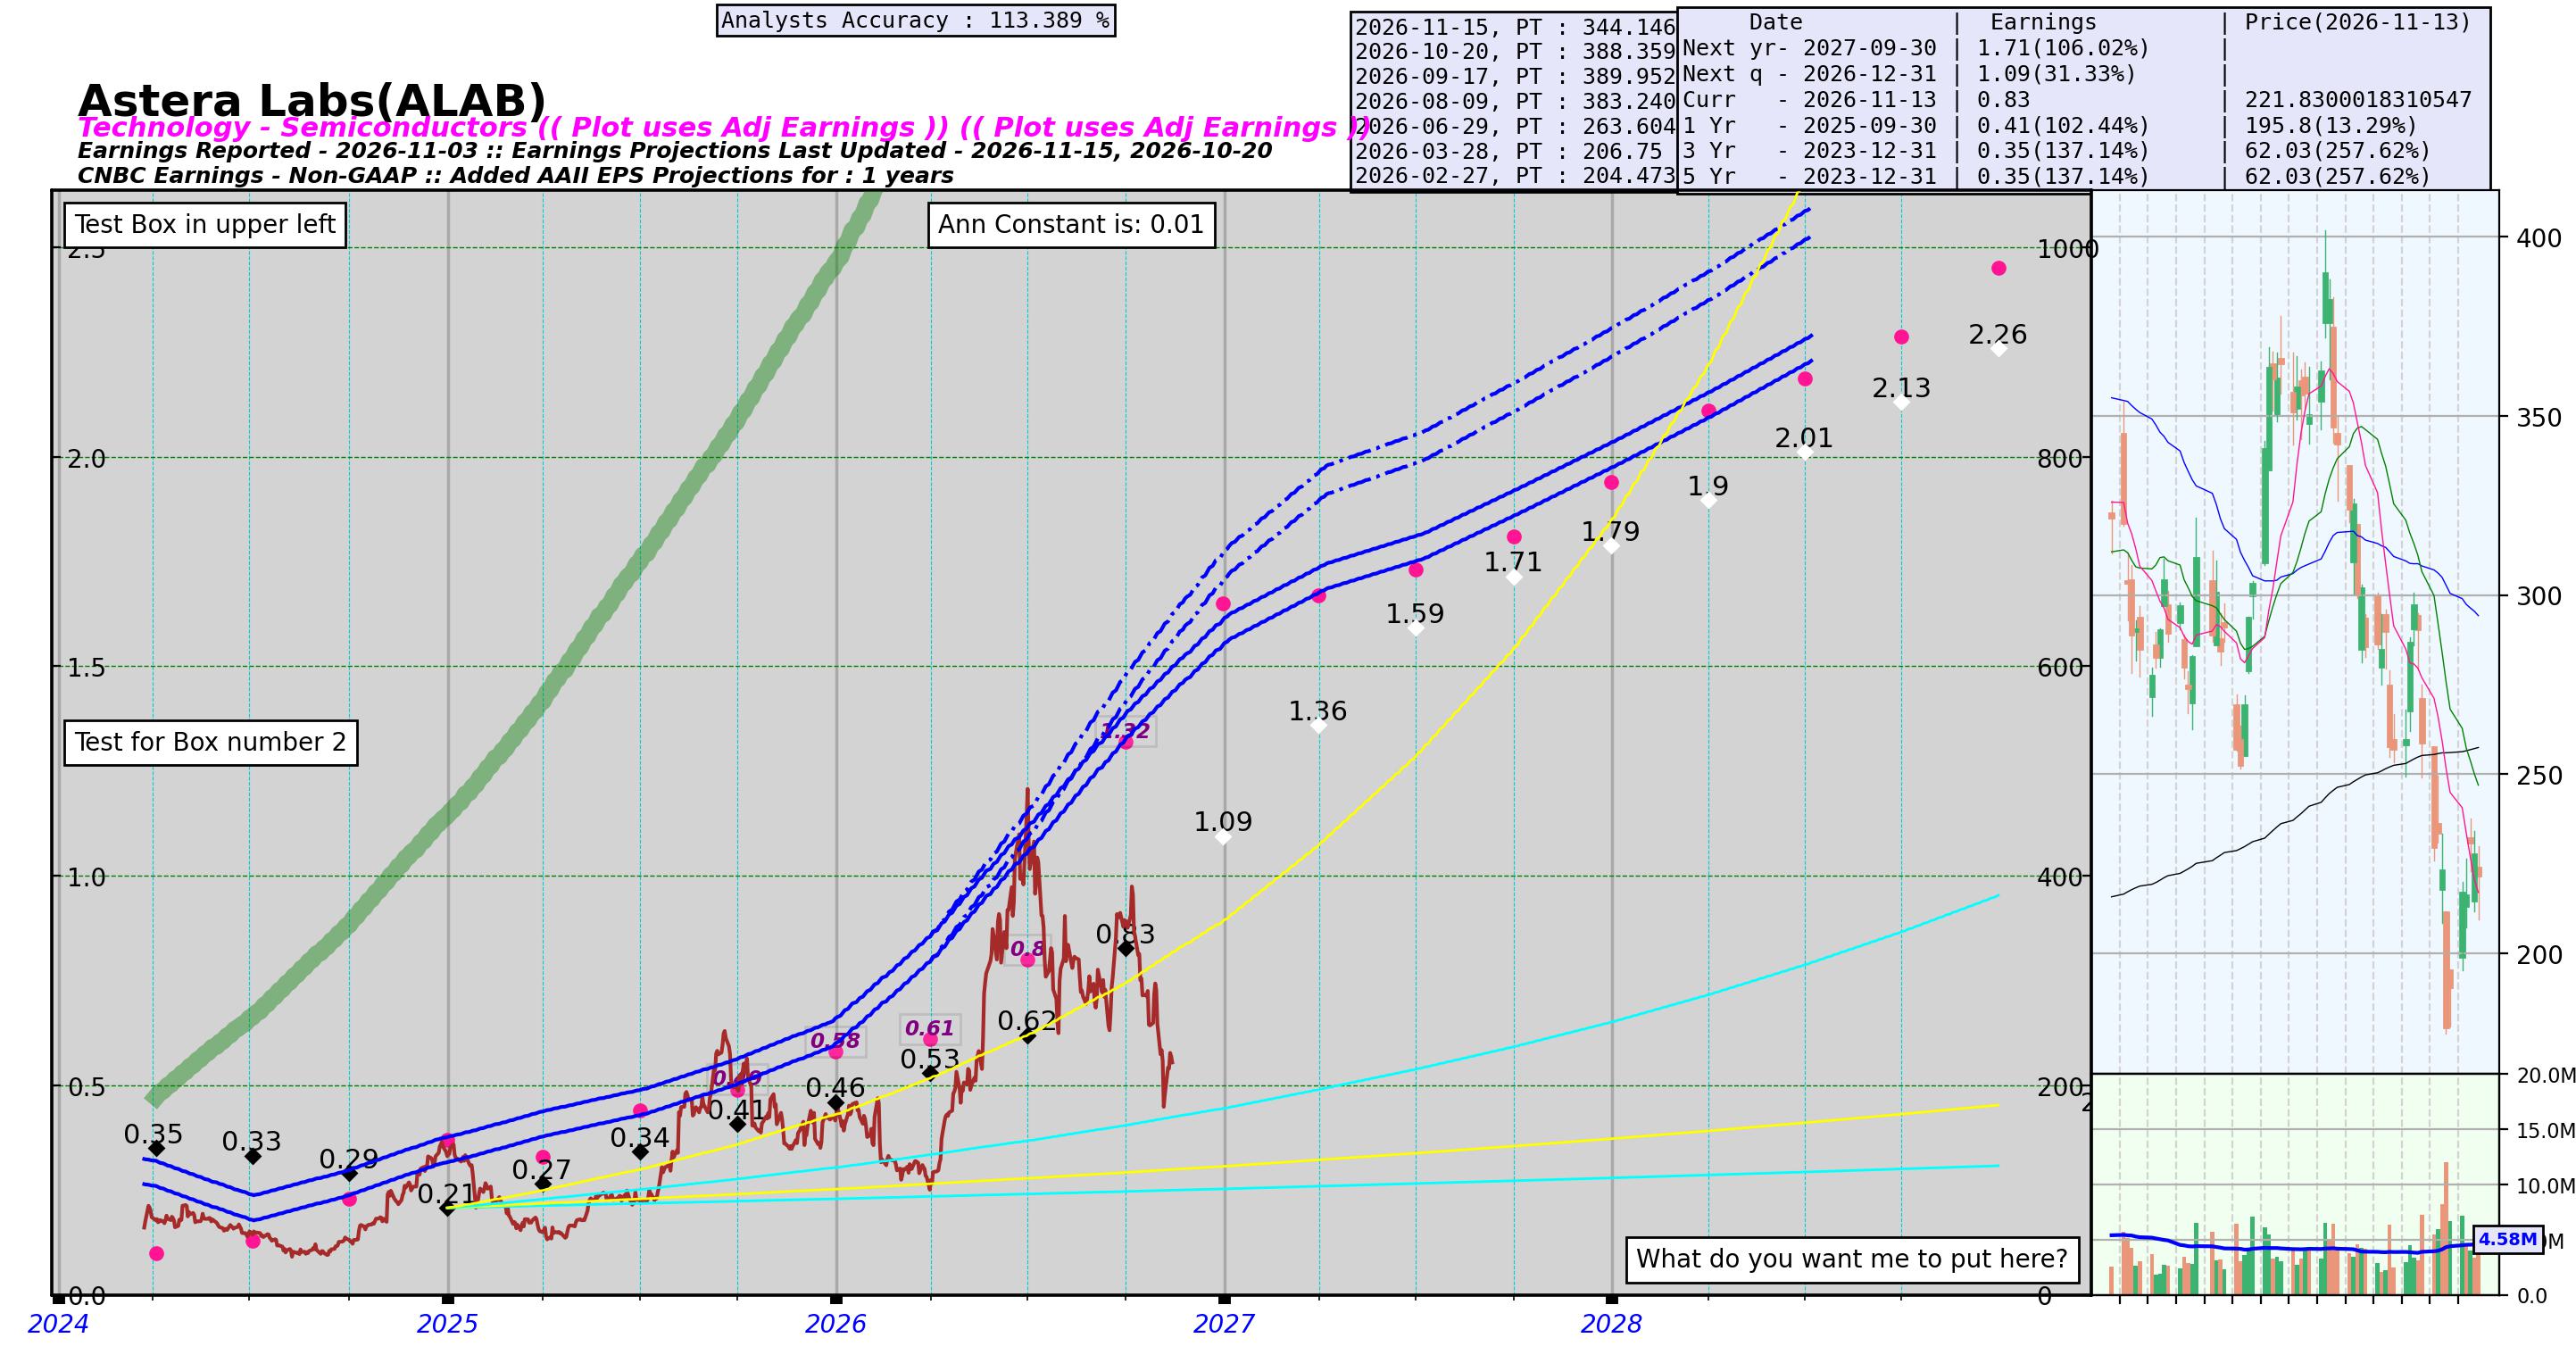 Analysts Accuracy : 113.389 %
Astera Labs(ALAB)
Technology - Semiconductors (( Plot uses Adj Earnings )) (( Plot uses Adj Earnings ))
Earnings Reported - 2026-11-03 :: Earnings Projections Last Updated - 2026-11-15, 2026-10-20
CNBC Earnings - Non-GAAP :: Added AAII EPS Projections for : 1 years
2026-11-15, PT : 344.146
2026-10-20, PT : 388.359
2026-09-17, PT : 389.952
2026-08-09, PT : 383.240
2026-06-29, PT : 263.604
2026-03-28, PT : 206.75
2026-02-27, PT : 204.473
Date | Earnings | Price(2026-11-13)
Next yr- 2027-09-30 | 1.71(106.02%) |
Next q - 2026-12-31 | 1.09(31.33%) |
Curr - 2026-11-13 | 0.83 | 221.8300018310547
1 Yr - 2025-09-30 | 0.41(102.44%) | 195.8(13.29%)
3 Yr - 2023-12-31 | 0.35(137.14%) | 62.03(257.62%)
5 Yr - 2023-12-31 | 0.35(137.14%) | 62.03(257.62%)
Test Box in upper left
Ann Constant is: 0.01
Test for Box number 2
What do you want me to put here?
2.5
2.0
1.5
1.0
0.5
0.0
1000
800
600
400
200
0
0.35
0.33
0.29
0.21
0.27
0.34
0.41
0.46
0.53
0.62
0.83
1.09
1.36
1.59
1.71
1.79
1.9
2.01
2.13
2.26
0.58
0.61
0.8
1.32
2024
2025
2026
2027
2028
400
350
300
250
200
20.0M
15.0M
10.0M
4.58M
0.0